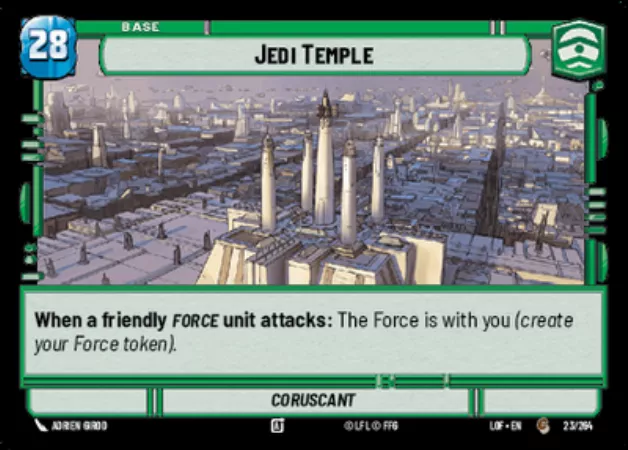 28
BASE
JEDI TEMPLE
When a friendly FORCE unit attacks: The Force is with you (create
your Force token).
CORUSCANT
ADRIEN GIROD
©LFL ©FFG
LOF • EN
23/264